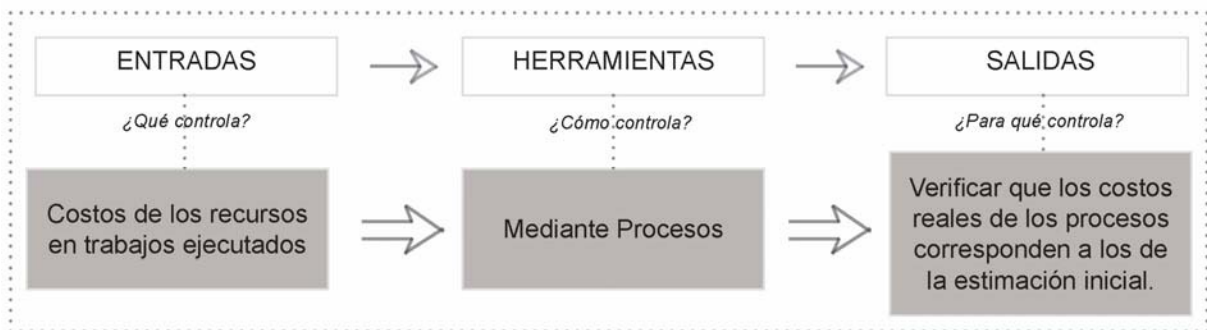 ENTRADAS
HERRAMIENTAS
SALIDAS
¿Qué controla?
¿Cómo controla?
¿Para qué controla?
Costos de los recursos
en trabajos ejecutados
Mediante Procesos
Verificar que los costos
reales de los procesos
corresponden a los de
la estimación inicial.